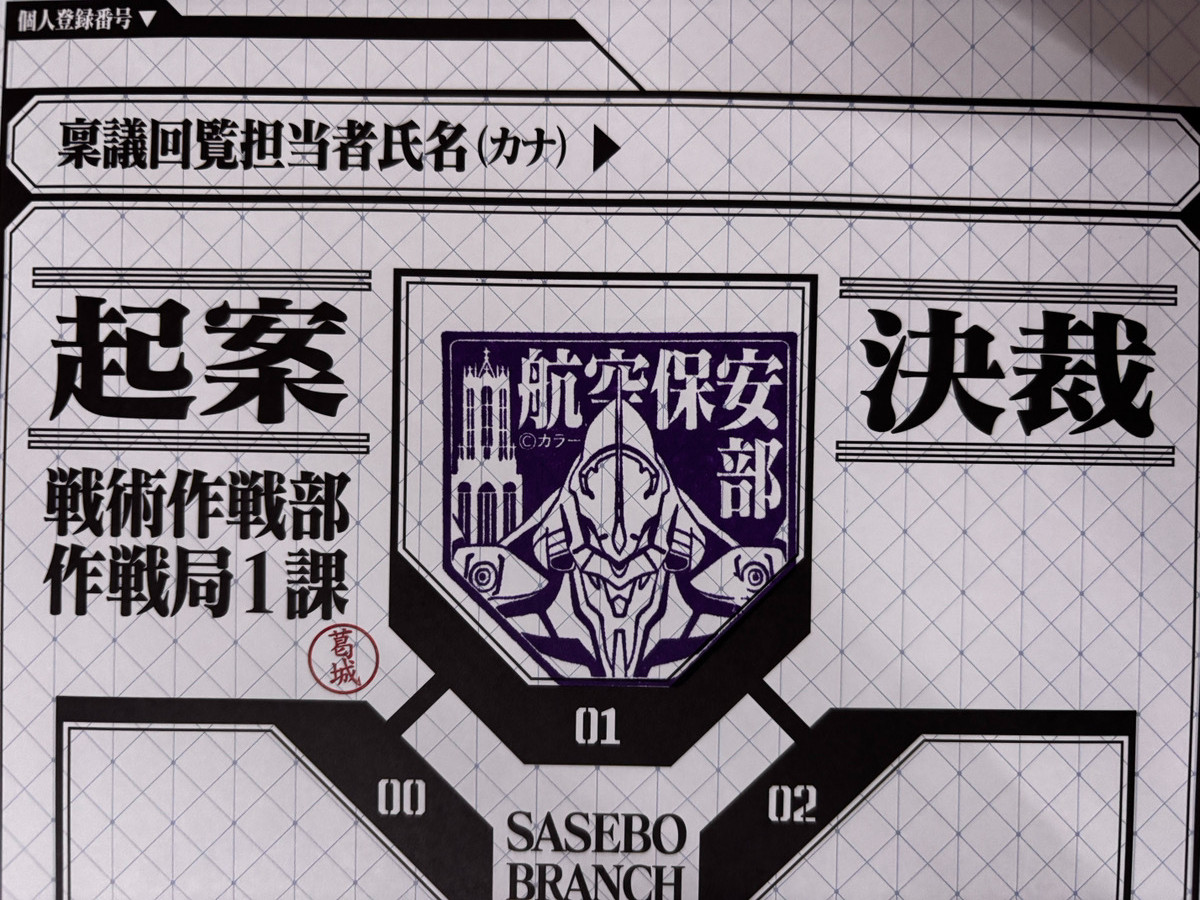 個人登録番号▼
稟議回覧担当者氏名(カナ)▶
起案
決裁
戦術作戦部
作戦局1課
葛城
航空保安
部
©カラー
01
00
02
SASEBO
BRANCH